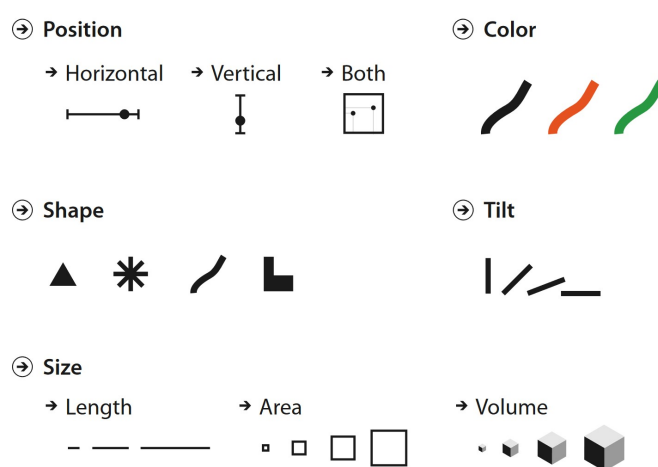 Position
Color
Horizontal
Vertical
Both
Shape
Tilt
Size
Length
Area
Volume